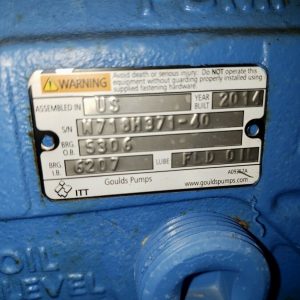 WARNING
Avoid death or serious injury. Do NOT operate this
equipment without guarding properly installed using
supplied fastening hardware.
ASSEMBLED IN US YEAR BUILT 2014
S/N W718H371-40
BRG O.B. 5306
BRG I.B. 6207 LUBE FLD OIL
ITT Goulds Pumps www.gouldspumps.com
OIL
LEVEL